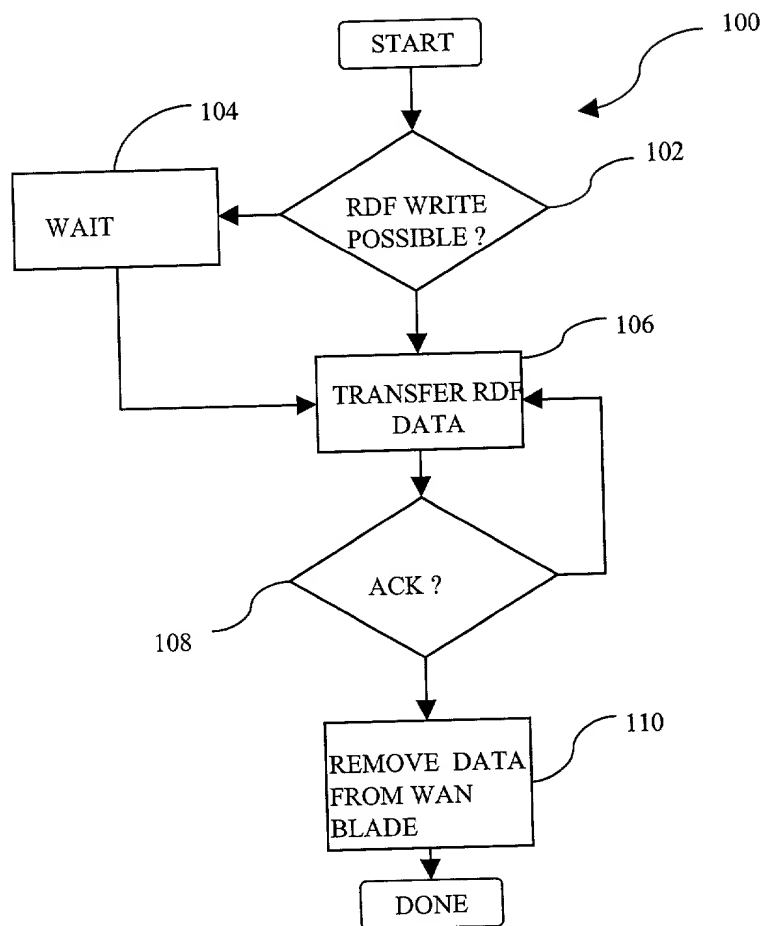 START
100
104
102
RDF WRITE
POSSIBLE ?
WAIT
106
TRANSFER RDF
DATA
ACK ?
108
110
REMOVE DATA
FROM WAN
BLADE
DONE